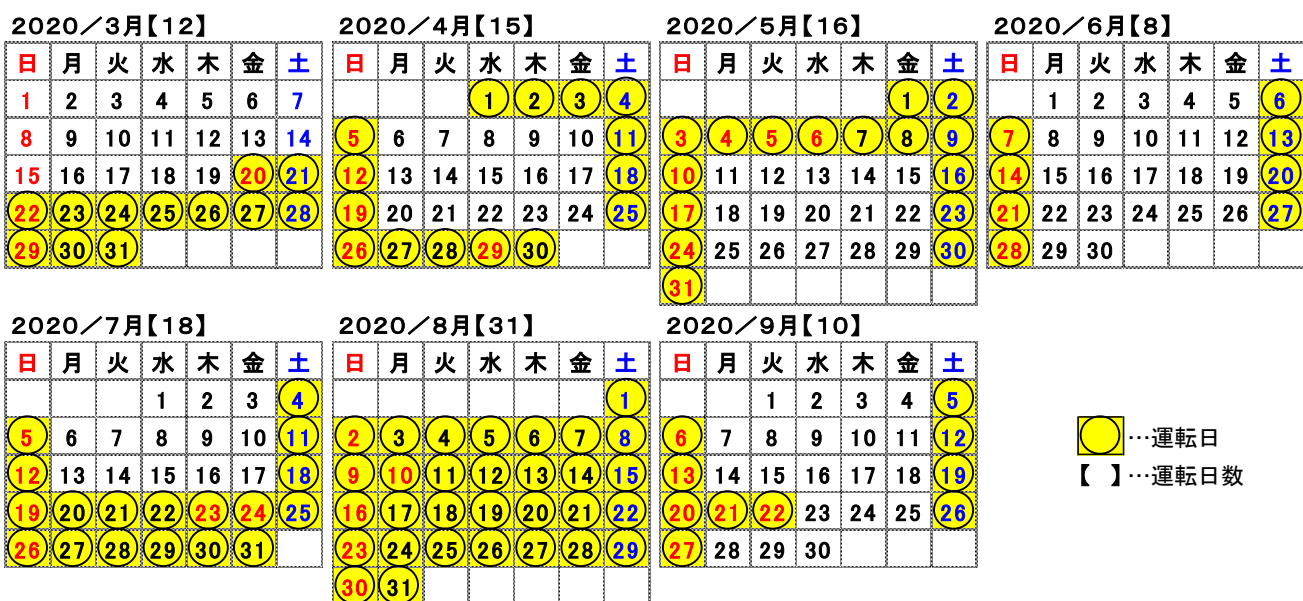 2020／3月【12】
日 月 火 水 木 金 土
1 2 3 4 5 6 7
8 9 10 11 12 13 14
15 16 17 18 19 20 21
22 23 24 25 26 27 28
29 30 31
2020／4月【15】
日 月 火 水 木 金 土
1 2 3 4
5 6 7 8 9 10 11
12 13 14 15 16 17 18
19 20 21 22 23 24 25
26 27 28 29 30
2020／5月【16】
日 月 火 水 木 金 土
1 2
3 4 5 6 7 8 9
10 11 12 13 14 15 16
17 18 19 20 21 22 23
24 25 26 27 28 29 30
31
2020／6月【8】
日 月 火 水 木 金 土
1 2 3 4 5 6
7 8 9 10 11 12 13
14 15 16 17 18 19 20
21 22 23 24 25 26 27
28 29 30
2020／7月【18】
日 月 火 水 木 金 土
1 2 3 4
5 6 7 8 9 10 11
12 13 14 15 16 17 18
19 20 21 22 23 24 25
26 27 28 29 30 31
2020／8月【31】
日 月 火 水 木 金 土
1
2 3 4 5 6 7 8
9 10 11 12 13 14 15
16 17 18 19 20 21 22
23 24 25 26 27 28 29
30 31
2020／9月【10】
日 月 火 水 木 金 土
1 2 3 4 5
6 7 8 9 10 11 12
13 14 15 16 17 18 19
20 21 22 23 24 25 26
27 28 29 30
…運転日
【 】…運転日数